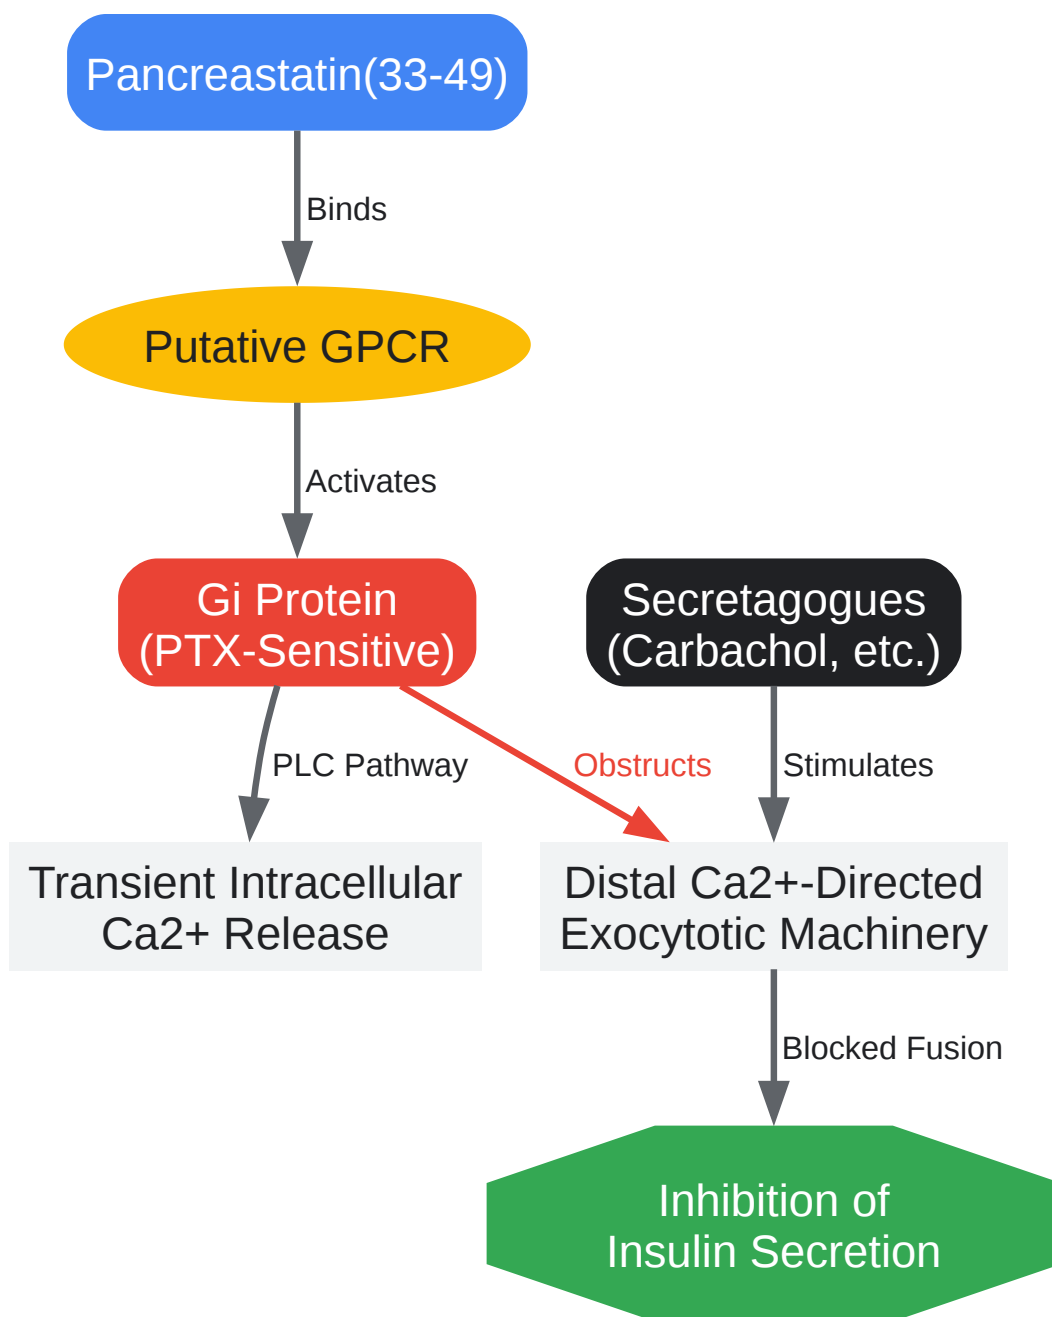 Pancreastatin(33-49)
Binds
Putative GPCR
Activates
Gi Protein
(PTX-Sensitive)
Secretagogues
(Carbachol, etc.)
PLC Pathway
Obstructs
Stimulates
Transient Intracellular
Ca2+ Release
Distal Ca2+-Directed
Exocytotic Machinery
Blocked Fusion
Inhibition of
Insulin Secretion